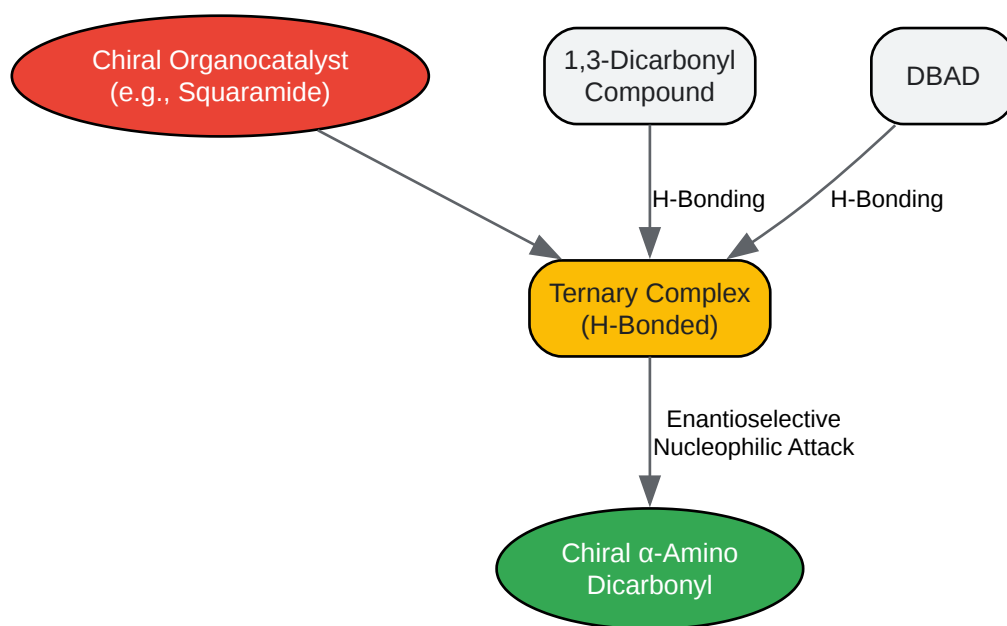 Chiral Organocatalyst
(e.g., Squaramide)
1,3-Dicarbonyl
Compound
DBAD
H-Bonding
H-Bonding
Ternary Complex
(H-Bonded)
Enantioselective
Nucleophilic Attack
Chiral α-Amino
Dicarbonyl